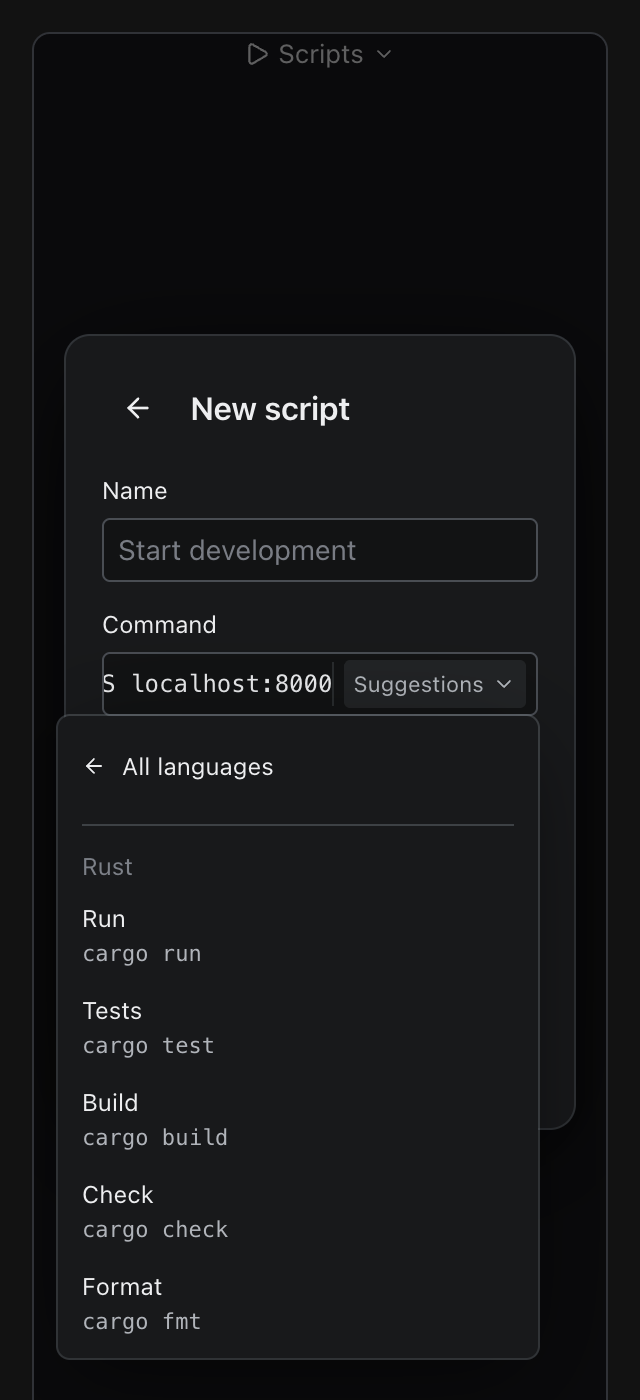 Scripts
New script
Name
Start development
Command
S localhost:8000 Suggestions
All languages
Rust
Run
cargo run
Tests
cargo test
Build
cargo build
Check
cargo check
Format
cargo fmt